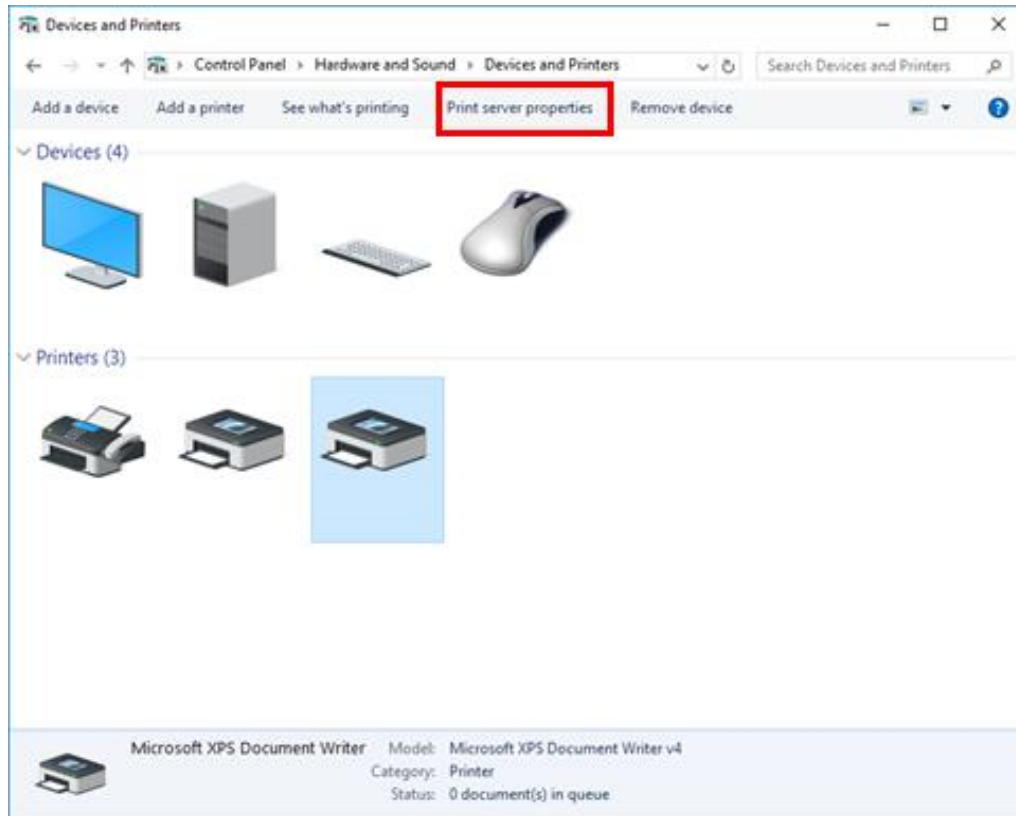 Devices and Printers
Control Panel › Hardware and Sound › Devices and Printers Search Devices and Printers
Add a device Add a printer See what's printing Print server properties Remove device
Devices (4)
Printers (3)
Microsoft XPS Document Writer Model: Microsoft XPS Document Writer v4
Category: Printer
Status: 0 document(s) in queue